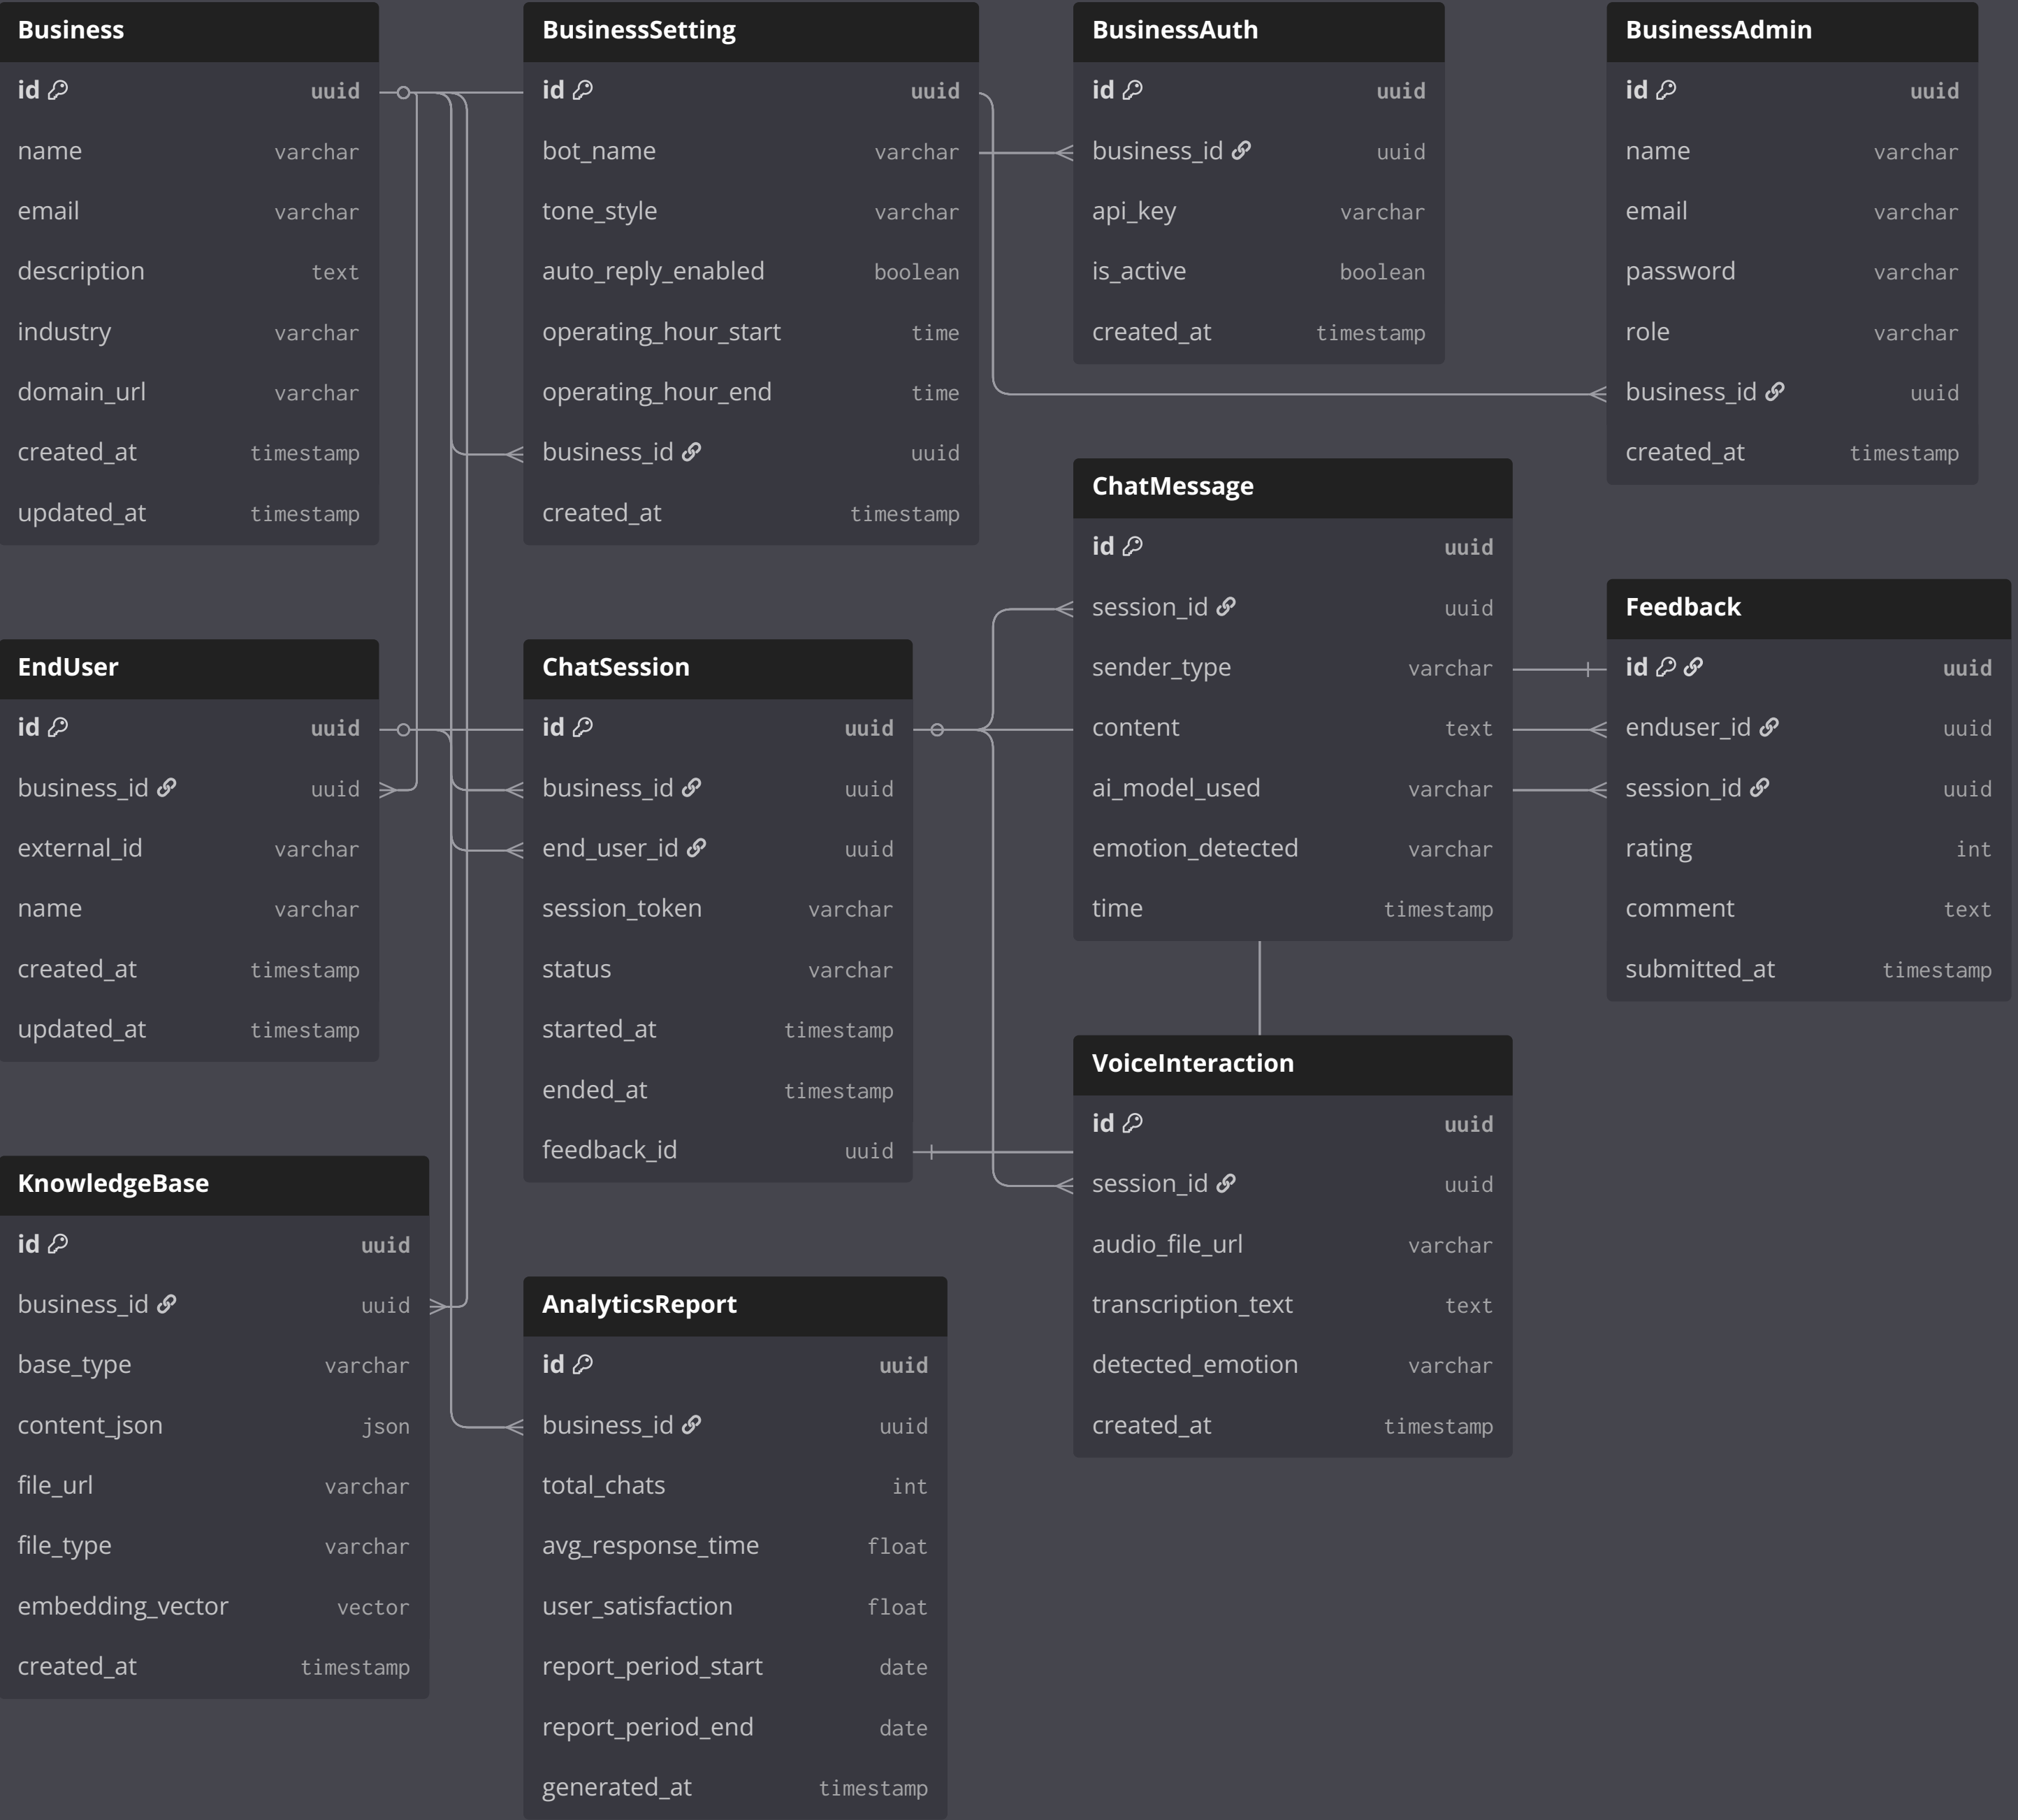 Business
id uuid
name varchar
email varchar
description text
industry varchar
domain_url varchar
created_at timestamp
updated_at timestamp
BusinessSetting
id uuid
bot_name varchar
tone_style varchar
auto_reply_enabled boolean
operating_hour_start time
operating_hour_end time
business_id uuid
created_at timestamp
BusinessAuth
id uuid
business_id uuid
api_key varchar
is_active boolean
created_at timestamp
BusinessAdmin
id uuid
name varchar
email varchar
password varchar
role varchar
business_id uuid
created_at timestamp
EndUser
id uuid
business_id uuid
external_id varchar
name varchar
created_at timestamp
updated_at timestamp
ChatSession
id uuid
business_id uuid
end_user_id uuid
session_token varchar
status varchar
started_at timestamp
ended_at timestamp
feedback_id uuid
ChatMessage
id uuid
session_id uuid
sender_type varchar
content text
ai_model_used varchar
emotion_detected varchar
time timestamp
Feedback
id uuid
enduser_id uuid
session_id uuid
rating int
comment text
submitted_at timestamp
KnowledgeBase
id uuid
business_id uuid
base_type varchar
content_json json
file_url varchar
file_type varchar
embedding_vector vector
created_at timestamp
AnalyticsReport
id uuid
business_id uuid
total_chats int
avg_response_time float
user_satisfaction float
report_period_start date
report_period_end date
generated_at timestamp
VoiceInteraction
id uuid
session_id uuid
audio_file_url varchar
transcription_text text
detected_emotion varchar
created_at timestamp